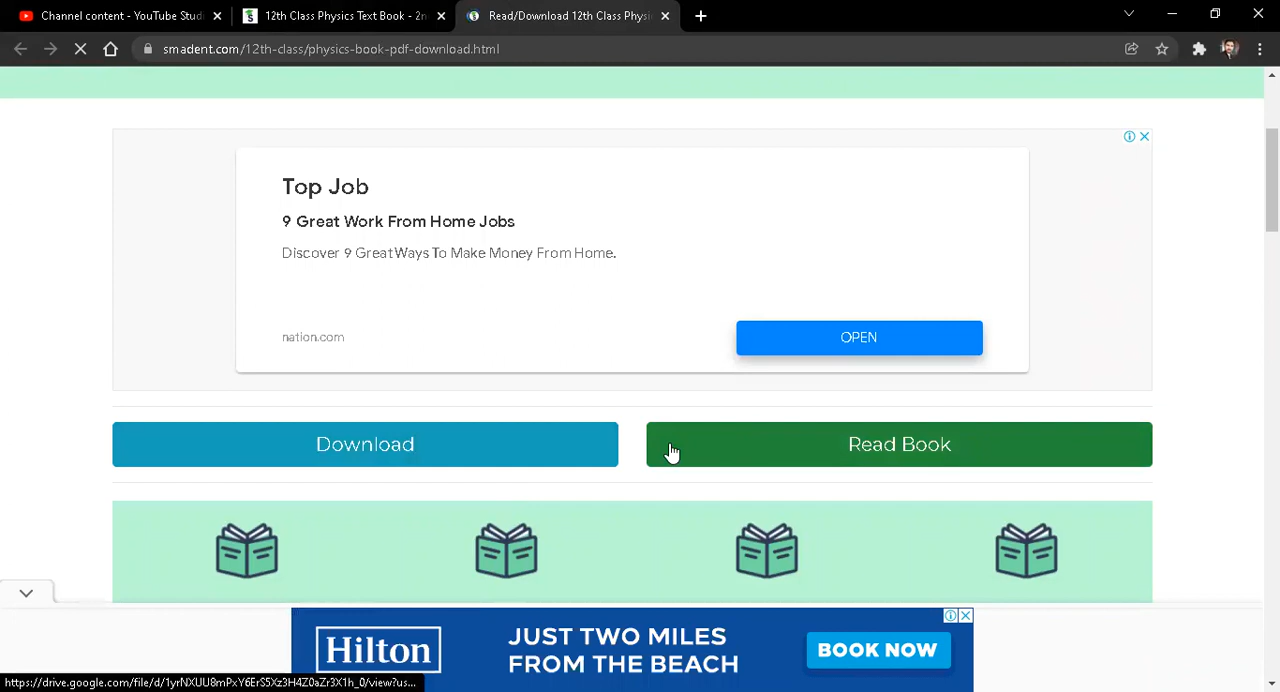 Channel content - YouTube Studi
12th Class Physics Text Book - 2n
Read/Download 12th Class Physi
smadent.com/12th-class/physics-book-pdf-download.html
Top Job
9 Great Work From Home Jobs
Discover 9 Great Ways To Make Money From Home.
nation.com
OPEN
Download
Read Book
Hilton
JUST TWO MILES
FROM THE BEACH
BOOK NOW
https://drive.google.com/file/d/1yrNXUU8mPxY6ErS5Xz3H4Z0aZr3X1h_0/view?us...